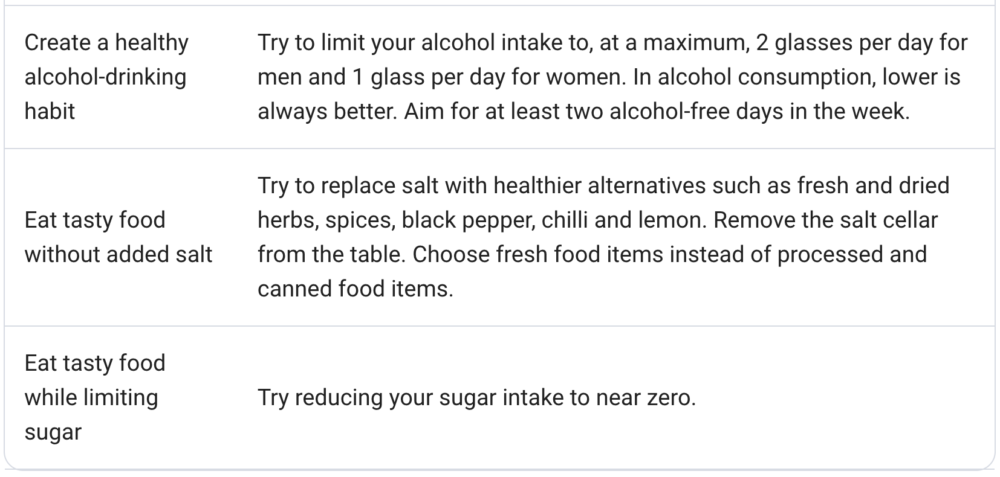 Create a healthy
alcohol-drinking
habit
Try to limit your alcohol intake to, at a maximum, 2 glasses per day for
men and 1 glass per day for women. In alcohol consumption, lower is
always better. Aim for at least two alcohol-free days in the week.
Eat tasty food
without added salt
Try to replace salt with healthier alternatives such as fresh and dried
herbs, spices, black pepper, chilli and lemon. Remove the salt cellar
from the table. Choose fresh food items instead of processed and
canned food items.
Eat tasty food
while limiting
sugar
Try reducing your sugar intake to near zero.